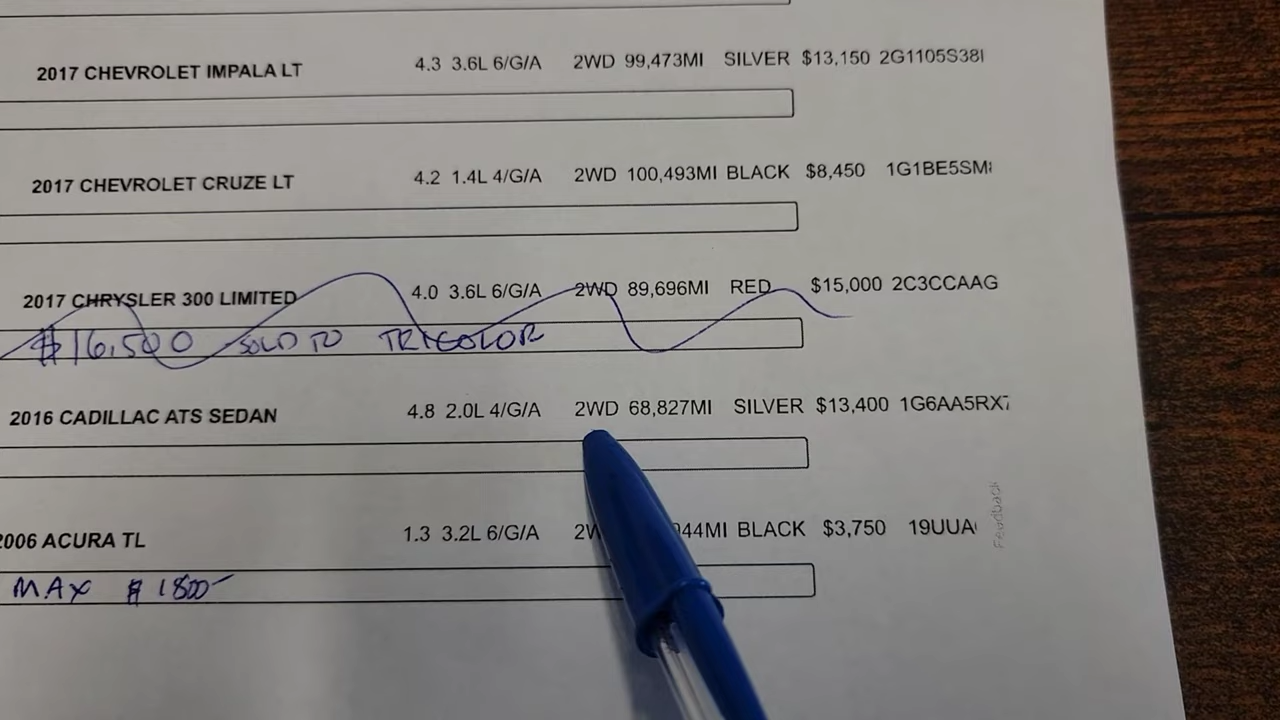 2017 CHEVROLET IMPALA LT 4.3 3.6L 6/G/A 2WD 99,473MI SILVER $13,150 2G1105S38
2017 CHEVROLET CRUZE LT 4.2 1.4L 4/G/A 2WD 100,493MI BLACK $8,450 1G1BE5SM
2017 CHRYSLER 300 LIMITED 4.0 3.6L 6/G/A 2WD 89,696MI RED $15,000 2C3CCAAG
$16,500 SOLD TO TRICOLOR
2016 CADILLAC ATS SEDAN 4.8 2.0L 4/G/A 2WD 68,827MI SILVER $13,400 1G6AA5RX7
2006 ACURA TL 1.3 3.2L 6/G/A 2W 944MI BLACK $3,750 19UUA
MAX $1800-
Feedback